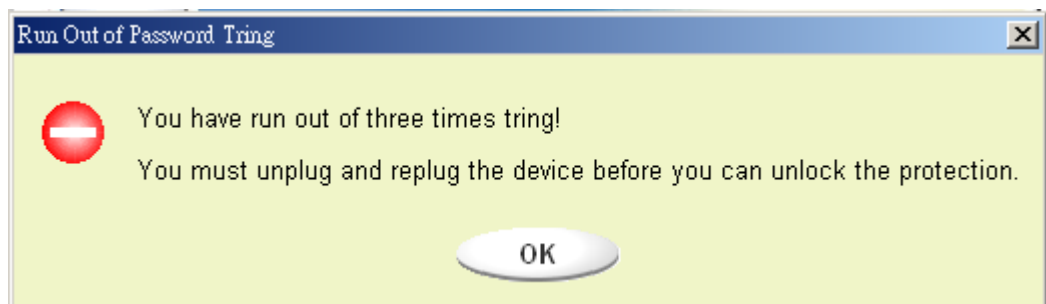 Run Out of Password Tring
You have run out of three times tring!
You must unplug and replug the device before you can unlock the protection.
OK